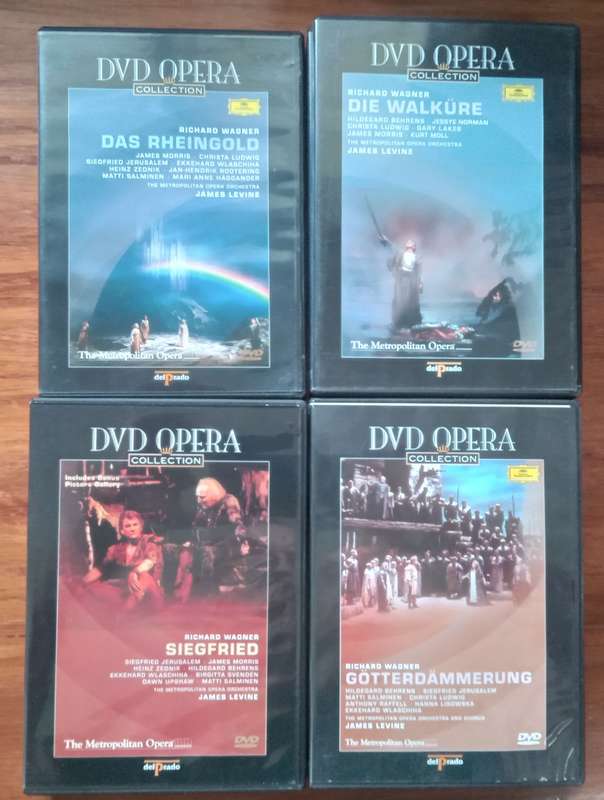 DVD OPERA
COLLECTION
RICHARD WAGNER
DAS RHEINGOLD
JAMES MORRIS · CHRISTA LUDWIG
SIEGFRIED JERUSALEM · EKKEHARD WLASCHIHA
HEINZ ZEDNIK · JAN-HENDRIK ROOTERING
MATTI SALMINEN · MARI ANNE HÄGGANDER
THE METROPOLITAN OPERA ORCHESTRA
JAMES LEVINE
The Metropolitan Opera
DVD
delPrado
DVD OPERA
COLLECTION
RICHARD WAGNER
DIE WALKÜRE
HILDEGARD BEHRENS · JESSYE NORMAN
CHRISTA LUDWIG · GARY LAKES
JAMES MORRIS · KURT MOLL
THE METROPOLITAN OPERA ORCHESTRA
JAMES LEVINE
The Metropolitan Opera
DVD
delPrado
DVD OPERA
COLLECTION
Includes Bonus
Picture Gallery
RICHARD WAGNER
SIEGFRIED
SIEGFRIED JERUSALEM · JAMES MORRIS
HEINZ ZEDNIK · HILDEGARD BEHRENS
EKKEHARD WLASCHIHA · BIRGITTA SVENDEN
DAWN UPSHAW · MATTI SALMINEN
THE METROPOLITAN OPERA ORCHESTRA
JAMES LEVINE
The Metropolitan Opera
DVD
delPrado
DVD OPERA
COLLECTION
RICHARD WAGNER
GÖTTERDÄMMERUNG
HILDEGARD BEHRENS · SIEGFRIED JERUSALEM
MATTI SALMINEN · CHRISTA LUDWIG
ANTHONY RAFFELL · HANNA LISOWSKA
EKKEHARD WLASCHIHA
THE METROPOLITAN OPERA ORCHESTRA AND CHORUS
JAMES LEVINE
The Metropolitan Opera
DVD
delPrado